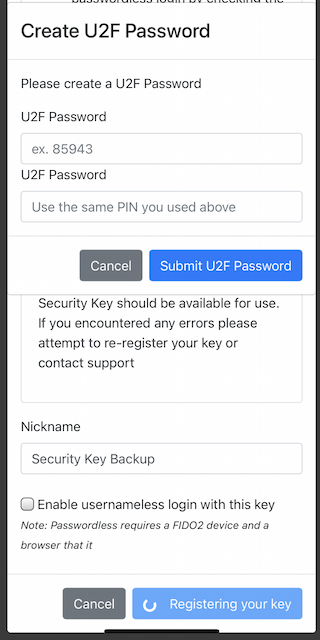 passwordless login by checking the
Create U2F Password
Please create a U2F Password
U2F Password
ex. 85943
U2F Password
Use the same PIN you used above
Cancel
Submit U2F Password
Security Key should be available for use.
If you encountered any errors please
attempt to re-register your key or
contact support
Nickname
Security Key Backup
Enable usernameless login with this key
Note: Passwordless requires a FIDO2 device and a
browser that it
Cancel
Registering your key